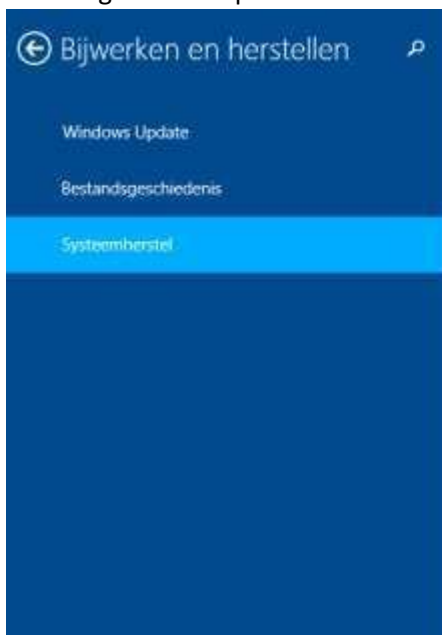 Bijwerken en herstellen
Windows Update
Bestandsgeschiedenis
Systeemherstel